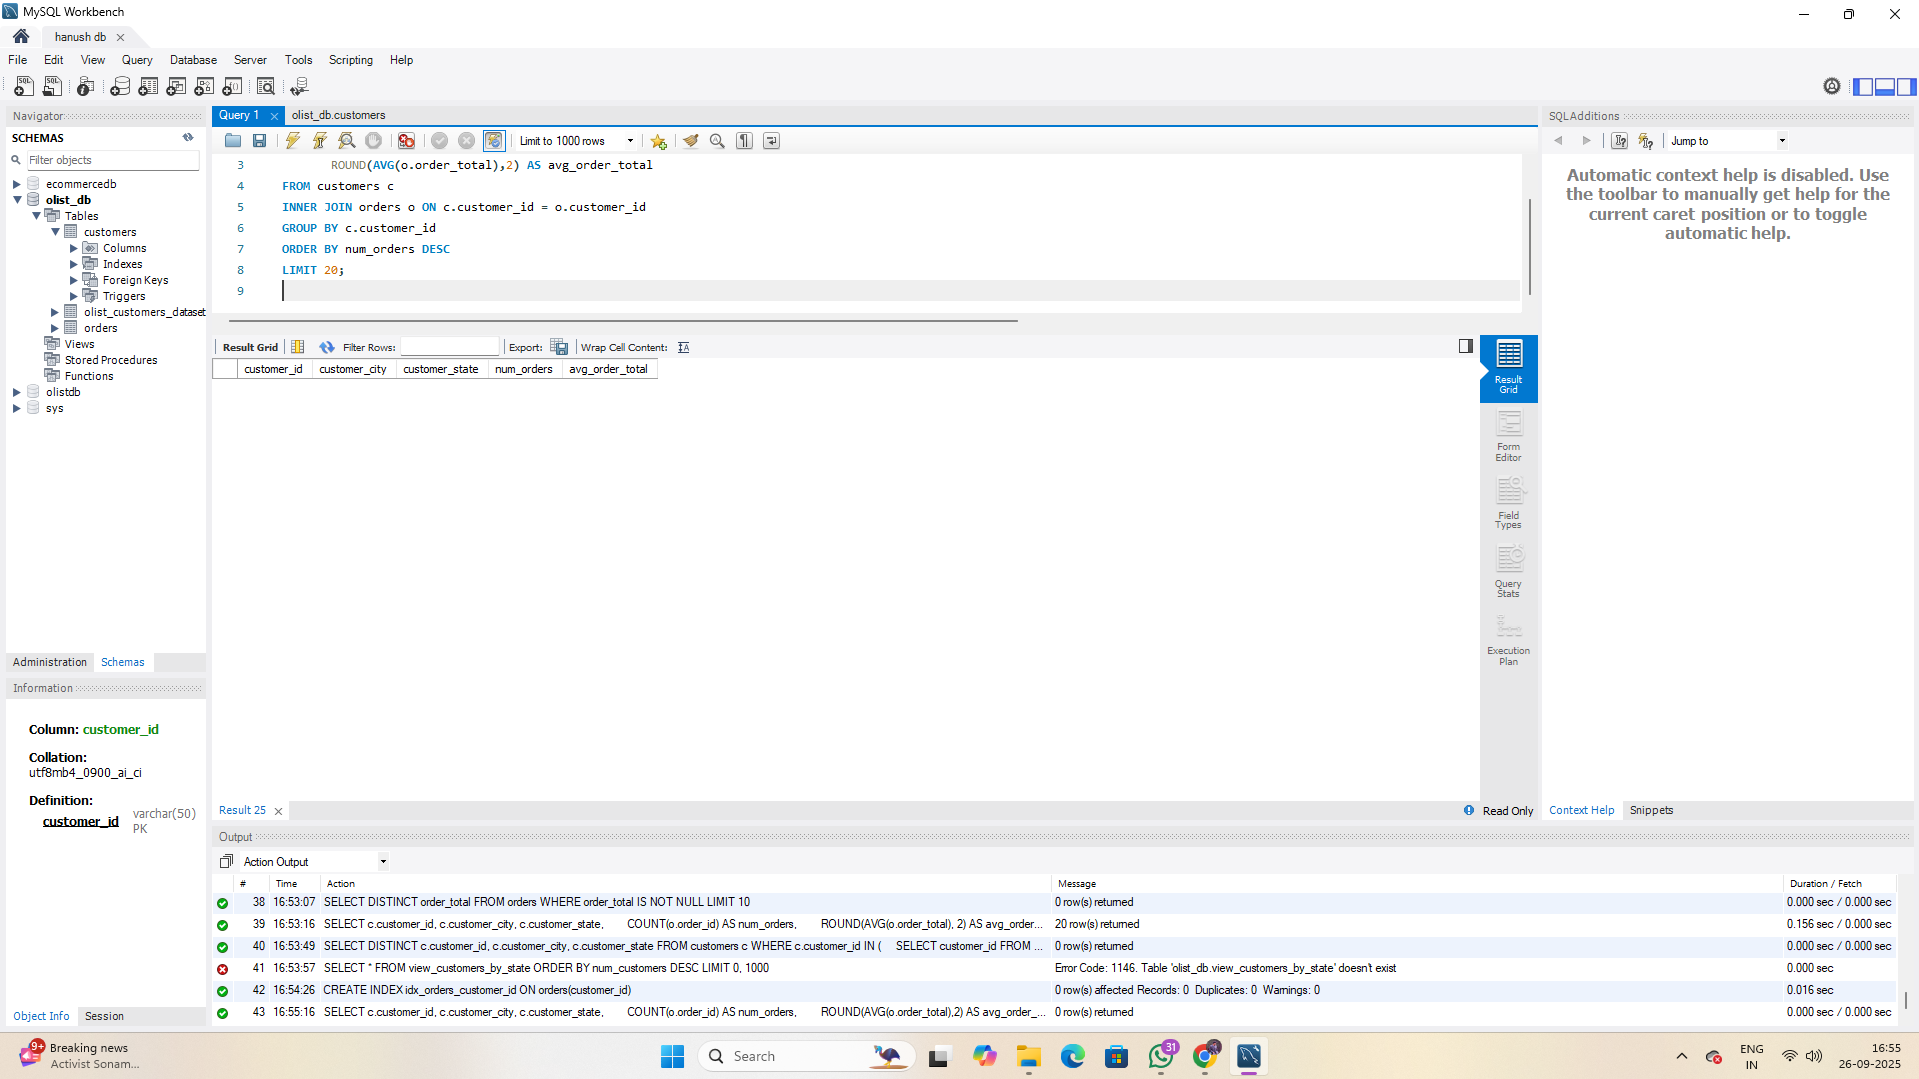 MySQL Workbench
hanush db
File Edit View Query Database Server Tools Scripting Help
Navigator
SCHEMAS
Filter objects
ecommercedb
olist_db
Tables
customers
Columns
Indexes
Foreign Keys
Triggers
olist_customers_dataset
orders
Views
Stored Procedures
Functions
olistdb
sys
Administration Schemas
Information
Column: customer_id
Collation:
utf8mb4_0900_ai_ci
Definition:
customer_id varchar(50)
PK
Object Info Session
Query 1 olist_db.customers
Limit to 1000 rows
3 ROUND(AVG(o.order_total),2) AS avg_order_total
4 FROM customers c
5 INNER JOIN orders o ON c.customer_id = o.customer_id
6 GROUP BY c.customer_id
7 ORDER BY num_orders DESC
8 LIMIT 20;
9
Result Grid Filter Rows: Export: Wrap Cell Content:
customer_id customer_city customer_state num_orders avg_order_total
Result
Grid
Form
Editor
Field
Types
Query
Stats
Execution
Plan
Result 25 Read Only
SQLAdditions
Jump to
Automatic context help is disabled. Use
the toolbar to manually get help for the
current caret position or to toggle
automatic help.
Context Help Snippets
Output
Action Output
# Time Action Message Duration / Fetch
38 16:53:07 SELECT DISTINCT order_total FROM orders WHERE order_total IS NOT NULL LIMIT 10 0 row(s) returned 0.000 sec / 0.000 sec
39 16:53:16 SELECT c.customer_id, c.customer_city, c.customer_state, COUNT(o.order_id) AS num_orders, ROUND(AVG(o.order_total), 2) AS avg_order... 20 row(s) returned 0.156 sec / 0.000 sec
40 16:53:49 SELECT DISTINCT c.customer_id, c.customer_city, c.customer_state FROM customers c WHERE c.customer_id IN ( SELECT customer_id FROM ... 0 row(s) returned 0.000 sec / 0.000 sec
41 16:53:57 SELECT * FROM view_customers_by_state ORDER BY num_customers DESC LIMIT 0, 1000 Error Code: 1146. Table 'olist_db.view_customers_by_state' doesn't exist 0.000 sec
42 16:54:26 CREATE INDEX idx_orders_customer_id ON orders(customer_id) 0 row(s) affected Records: 0 Duplicates: 0 Warnings: 0 0.016 sec
43 16:55:16 SELECT c.customer_id, c.customer_city, c.customer_state, COUNT(o.order_id) AS num_orders, ROUND(AVG(o.order_total),2) AS avg_order_... 0 row(s) returned 0.000 sec / 0.000 sec
9+
Breaking news
Activist Sonam...
Search
31
ENG
IN
16:55
26-09-2025